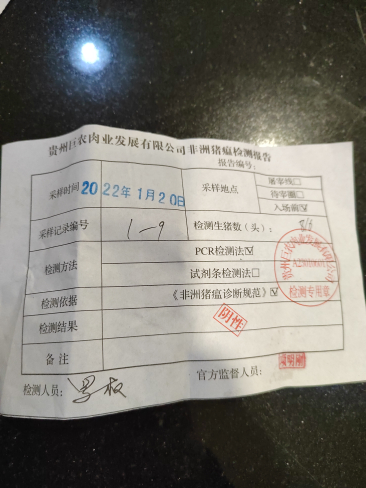 贵州巨农肉业发展有限公司非洲猪瘟检测报告
报告编号:
采样时间 2022年1月20日 采样地点 屠宰线☐
待宰圈☐
入场前☑
采样记录编号 1-9 检测生猪数(头):
检测方法 PCR检测法☑
试剂条检测法☐
检测依据 《非洲猪瘟诊断规范》☑
检测专用章
检测结果 阴性
备注
检测人员: 官方监督人员: